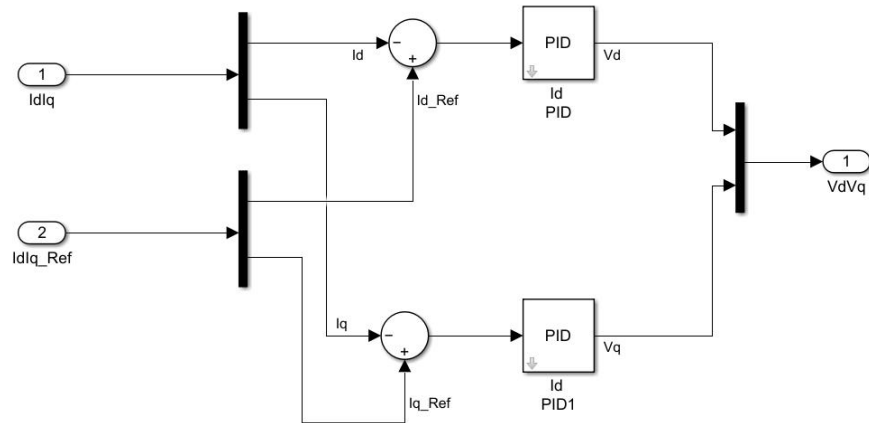 1
IdIq
Id
−
+
Id_Ref
PID
Id
PID
Vd
1
VdVq
2
IdIq_Ref
Iq
−
+
Iq_Ref
PID
Id
PID1
Vq